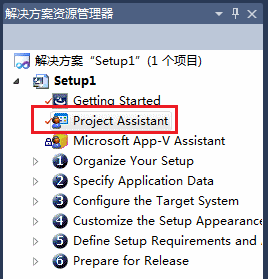 解决方案资源管理器
解决方案“Setup1”(1 个项目)
Setup1
Getting Started
Project Assistant
Microsoft App-V Assistant
1 Organize Your Setup
2 Specify Application Data
3 Configure the Target System
4 Customize the Setup Appearance
5 Define Setup Requirements and
6 Prepare for Release